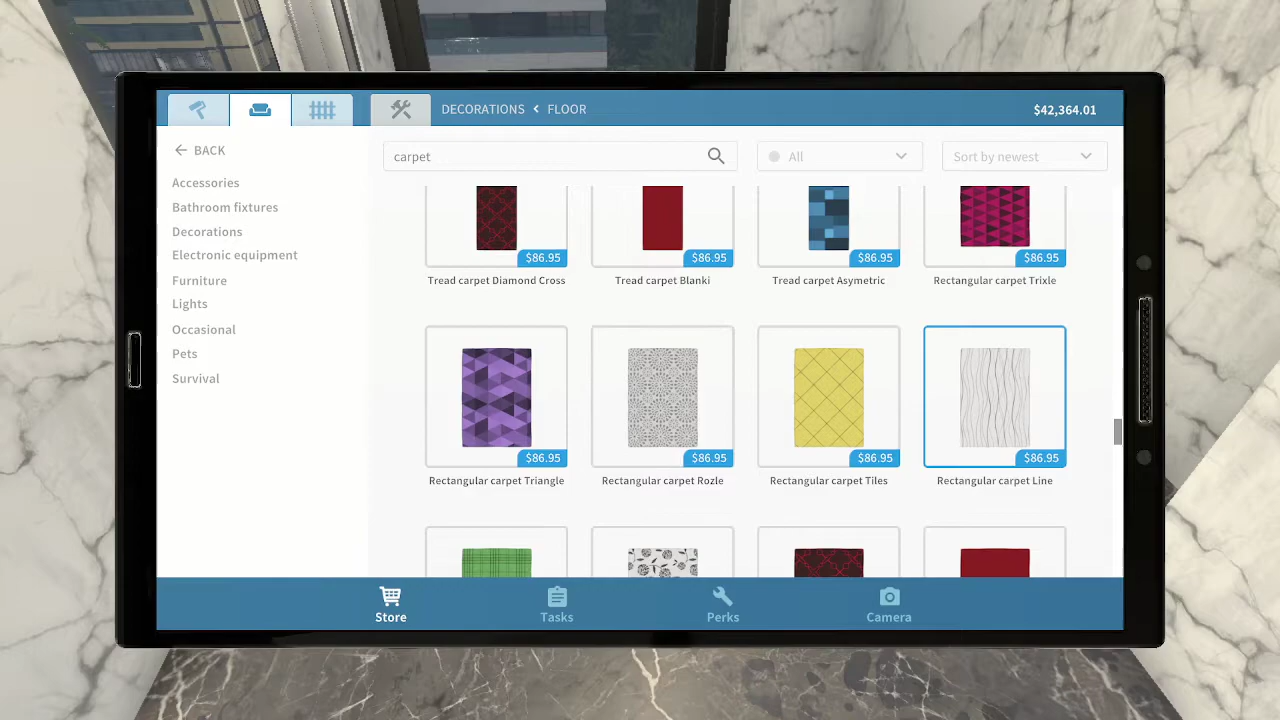 DECORATIONS < FLOOR
$42,364.01
BACK
carpet
All
Sort by newest
Accessories
Bathroom fixtures
Decorations
Electronic equipment
Furniture
Lights
Occasional
Pets
Survival
$86.95 $86.95 $86.95 $86.95
Tread carpet Diamond Cross Tread carpet Blanki Tread carpet Asymetric Rectangular carpet Trixle
$86.95 $86.95 $86.95 $86.95
Rectangular carpet Triangle Rectangular carpet Rozle Rectangular carpet Tiles Rectangular carpet Line
Store Tasks Perks Camera